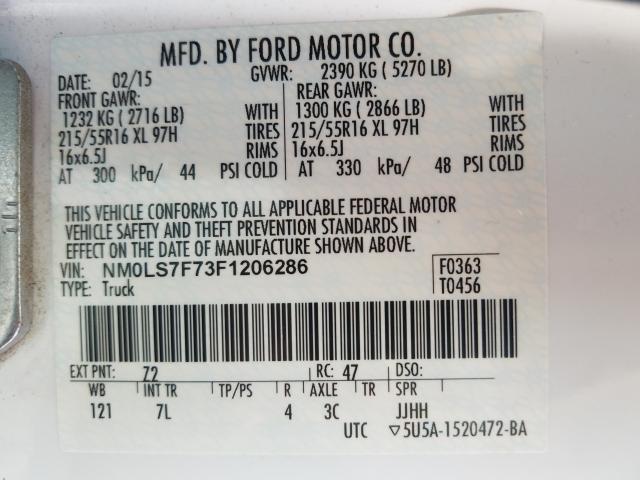 MFD. BY FORD MOTOR CO.
DATE: 02/15 GVWR: 2390 KG ( 5270 LB)
FRONT GAWR: REAR GAWR:
1232 KG ( 2716 LB) WITH 1300 KG ( 2866 LB) WITH
215/55R16 XL 97H TIRES 215/55R16 XL 97H TIRES
16x6.5J RIMS 16x6.5J RIMS
AT 300 kPa/ 44 PSI COLD AT 330 kPa/ 48 PSI COLD
THIS VEHICLE CONFORMS TO ALL APPLICABLE FEDERAL MOTOR
VEHICLE SAFETY AND THEFT PREVENTION STANDARDS IN
EFFECT ON THE DATE OF MANUFACTURE SHOWN ABOVE.
VIN: NM0LS7F73F1206286 F0363
TYPE: Truck T0456
EXT PNT: Z2 RC: 47 DSO:
WB INT TR TP/PS R AXLE TR SPR
121 7L 4 3C JJHH
UTC ▽5U5A-1520472-BA